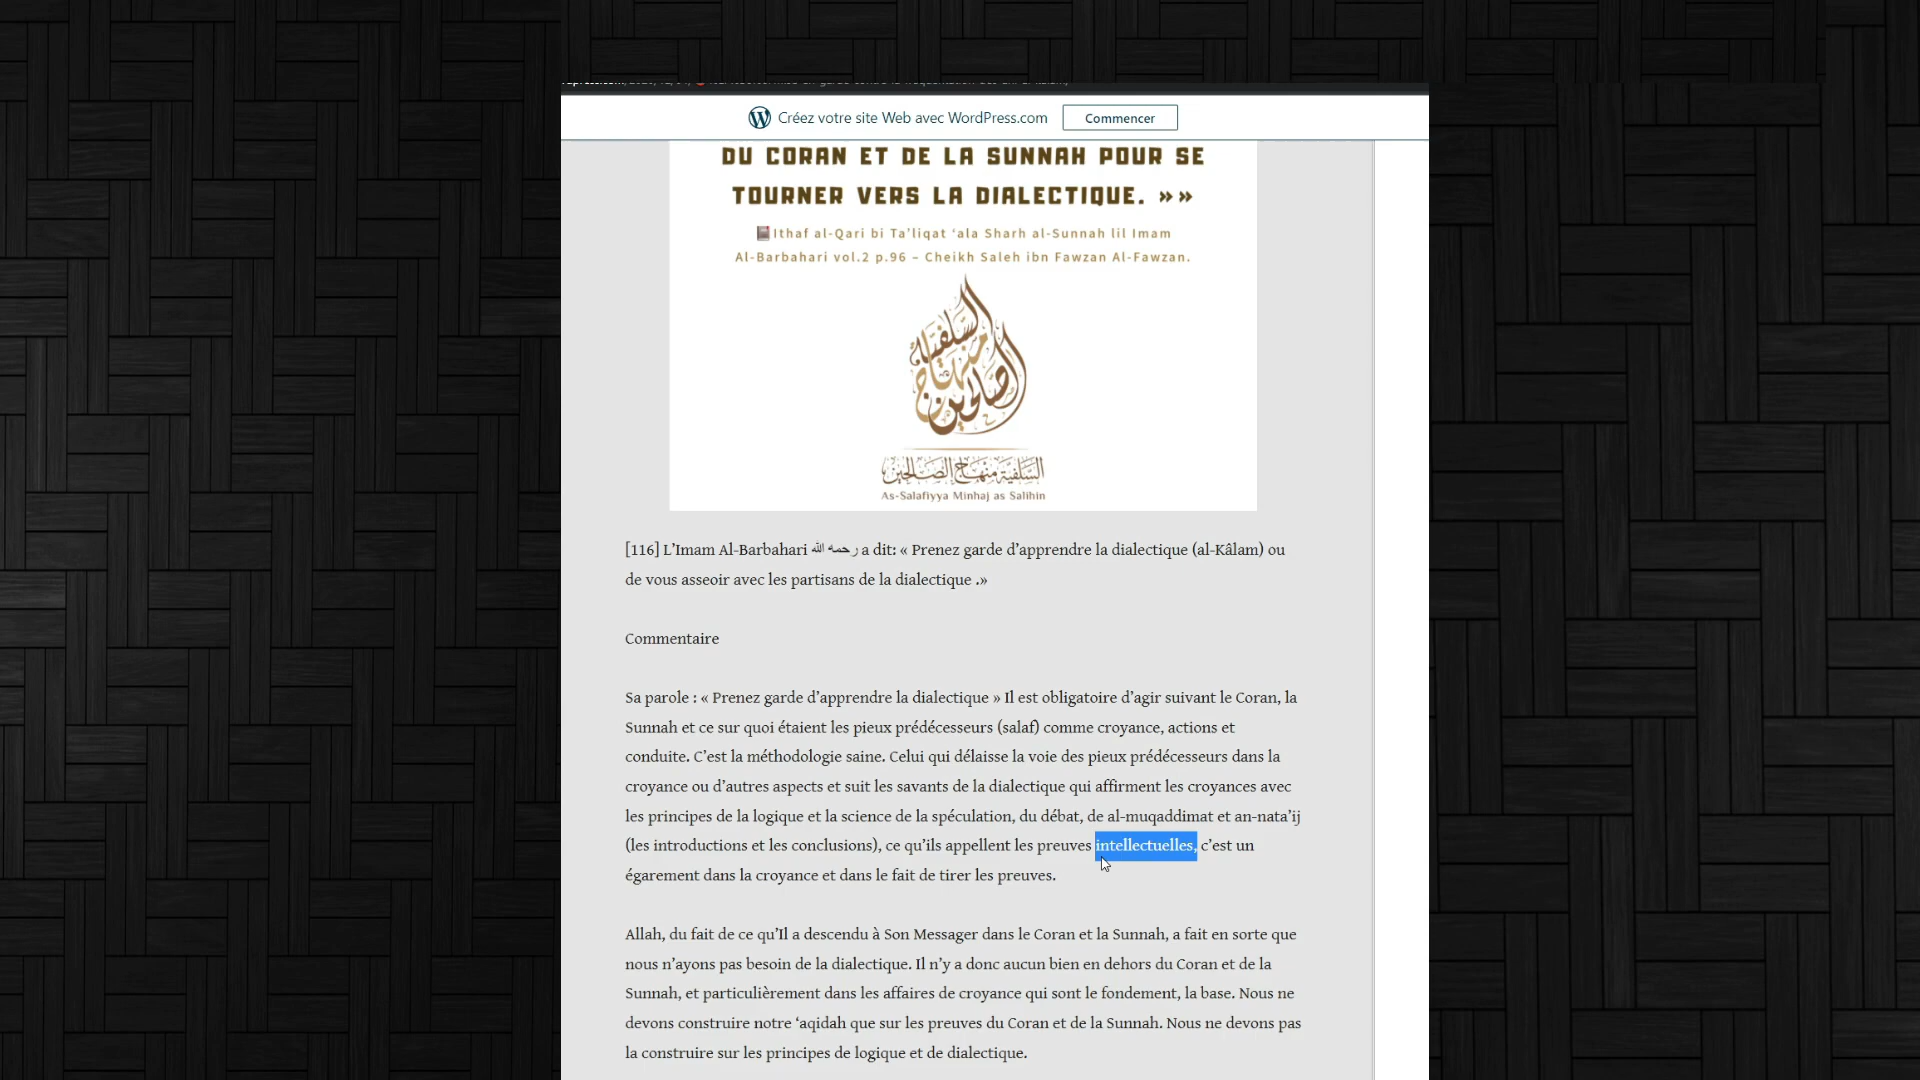 Créez votre site Web avec WordPress.com Commencer
DU CORAN ET DE LA SUNNAH POUR SE
TOURNER VERS LA DIALECTIQUE. »»
Ithaf al-Qari bi Ta'liqat ‘ala Sharh al-Sunnah lil Imam
Al-Barbahari vol.2 p.96 – Cheikh Saleh ibn Fawzan Al-Fawzan.
السلفية منهاج الصالحين
السلفية منهاج الصالحين
As-Salafiyya Minhaj as Salihin
[116] L’Imam Al-Barbahari رحمه الله a dit: « Prenez garde d’apprendre la dialectique (al-Kâlam) ou
de vous asseoir avec les partisans de la dialectique .»
Commentaire
Sa parole : « Prenez garde d’apprendre la dialectique » Il est obligatoire d’agir suivant le Coran, la
Sunnah et ce sur quoi étaient les pieux prédécesseurs (salaf) comme croyance, actions et
conduite. C’est la méthodologie saine. Celui qui délaisse la voie des pieux prédécesseurs dans la
croyance ou d’autres aspects et suit les savants de la dialectique qui affirment les croyances avec
les principes de la logique et la science de la spéculation, du débat, de al-muqaddimat et an-nata’ij
(les introductions et les conclusions), ce qu’ils appellent les preuves intellectuelles, c’est un
égarement dans la croyance et dans le fait de tirer les preuves.
Allah, du fait de ce qu’Il a descendu à Son Messager dans le Coran et la Sunnah, a fait en sorte que
nous n’ayons pas besoin de la dialectique. Il n’y a donc aucun bien en dehors du Coran et de la
Sunnah, et particulièrement dans les affaires de croyance qui sont le fondement, la base. Nous ne
devons construire notre ‘aqidah que sur les preuves du Coran et de la Sunnah. Nous ne devons pas
la construire sur les principes de logique et de dialectique.